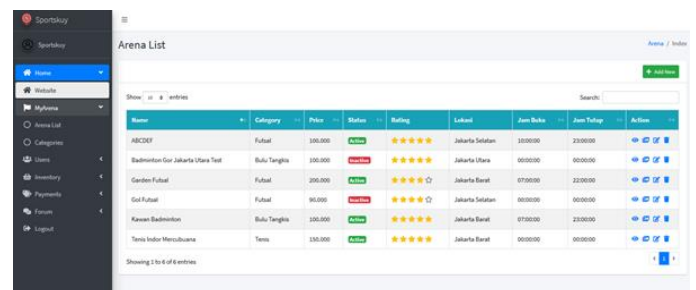 Sportskuy
Sportskuy
Home
Website
MyArena
Arena List
Categories
Users
Inventory
Payments
Forum
Logout
Arena List
Arena / Index
+ Add New
Show 10 entries
Search:
Name Category Price Status Rating Lokasi Jam Buka Jam Tutup Action
ABCDEF Futsal 100,000 Active Jakarta Selatan 10:00:00 23:00:00
Badminton Gor Jakarta Utara Test Bulu Tangkis 100,000 Inactive Jakarta Utara 00:00:00 00:00:00
Garden Futsal Futsal 200,000 Active Jakarta Barat 07:00:00 22:00:00
Gol Futsal Futsal 90,000 Inactive Jakarta Selatan 00:00:00 00:00:00
Kawan Badminton Bulu Tangkis 100,000 Active Jakarta Barat 07:00:00 23:00:00
Tenis Indor Mercubuana Tenis 150,000 Active Jakarta Barat 00:00:00 00:00:00
Showing 1 to 6 of 6 entries
1